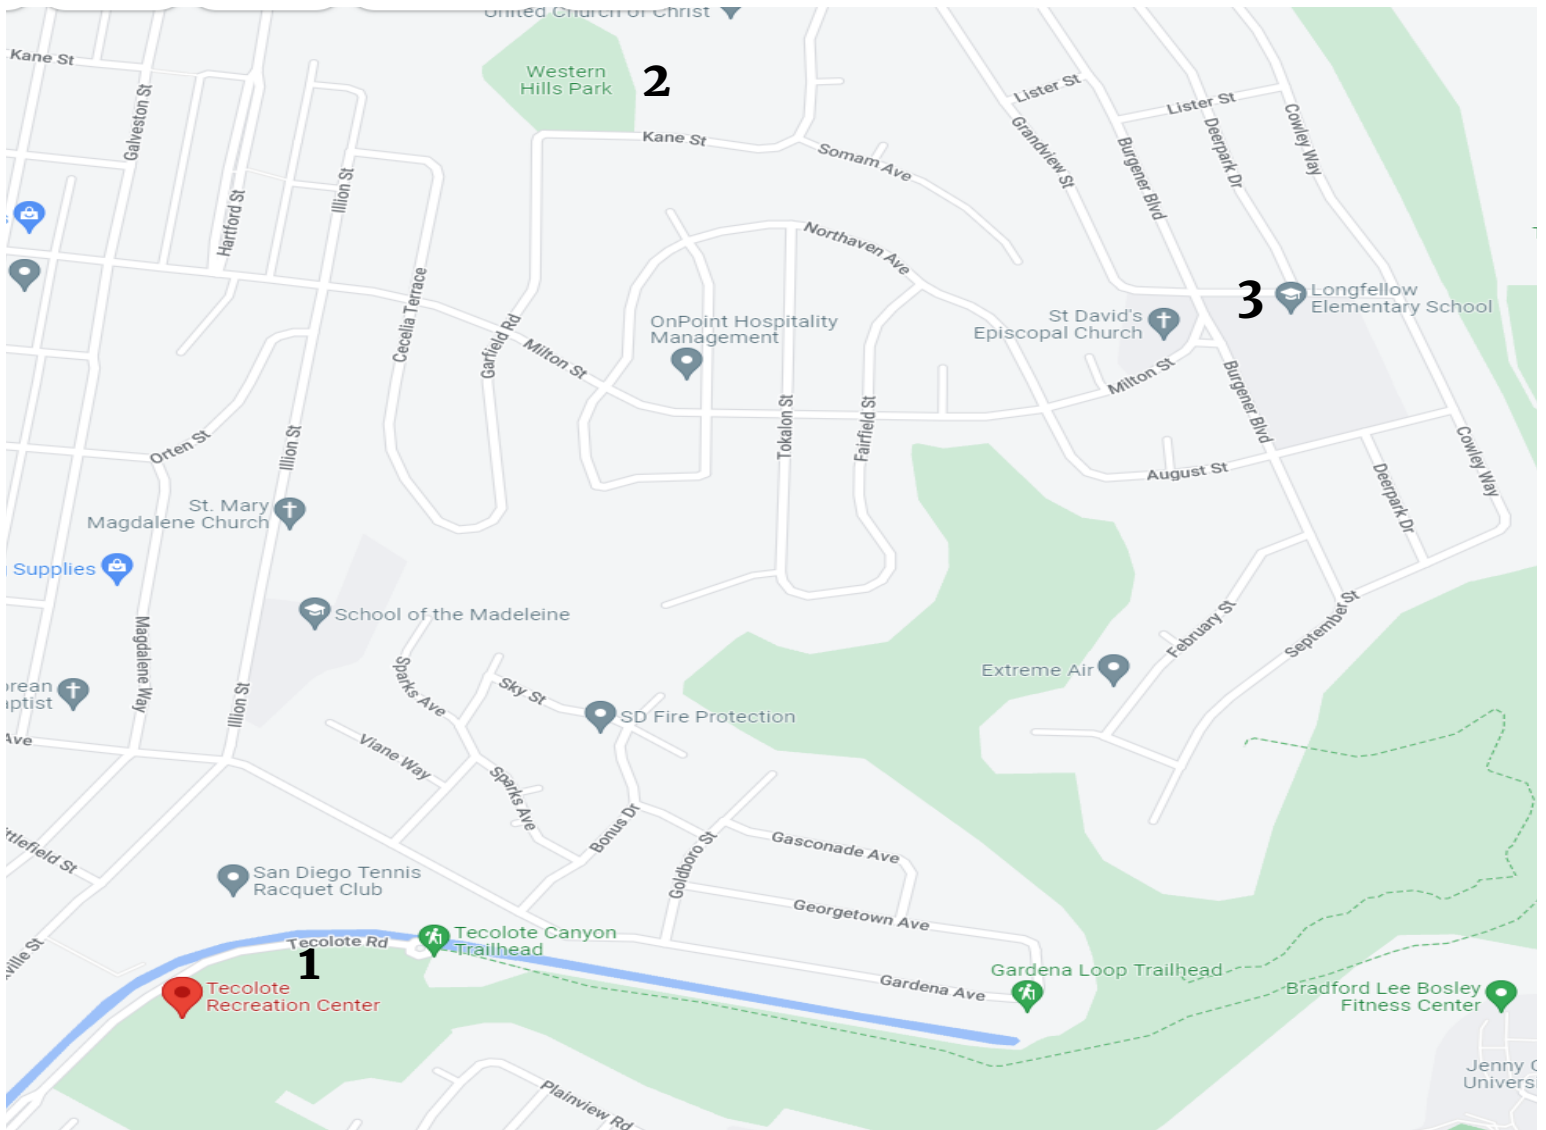 United Church of Christ
Kane St
Western
Hills Park
2
Lister St
Lister St
Galveston St
Kane St
Somam Ave
Grandview St
Burgener Blvd
Deerpark Dr
Cowley Way
Illion St
Hartford St
Northaven Ave
Cecelia Terrace
Garfield Rd
Milton St
OnPoint Hospitality
Management
St David's
Episcopal Church
3
Longfellow
Elementary School
Milton St
Burgener Blvd
Tokalon St
Fairfield St
Orten St
Illion St
August St
Cowley Way
Deerpark Dr
St. Mary
Magdalene Church
Supplies
School of the Madeleine
Magdalene Way
Sparks Ave
Sky St
SD Fire Protection
Extreme Air
February St
September St
Illion St
Ave
Viane Way
Sparks Ave
Bonus Dr
Goldboro St
Gasconade Ave
San Diego Tennis
Racquet Club
Georgetown Ave
Tecolote Rd
1
Tecolote Canyon
Trailhead
Tecolote
Recreation Center
Gardena Ave
Gardena Loop Trailhead
Bradford Lee Bosley
Fitness Center
Jenny
Plainview Rd